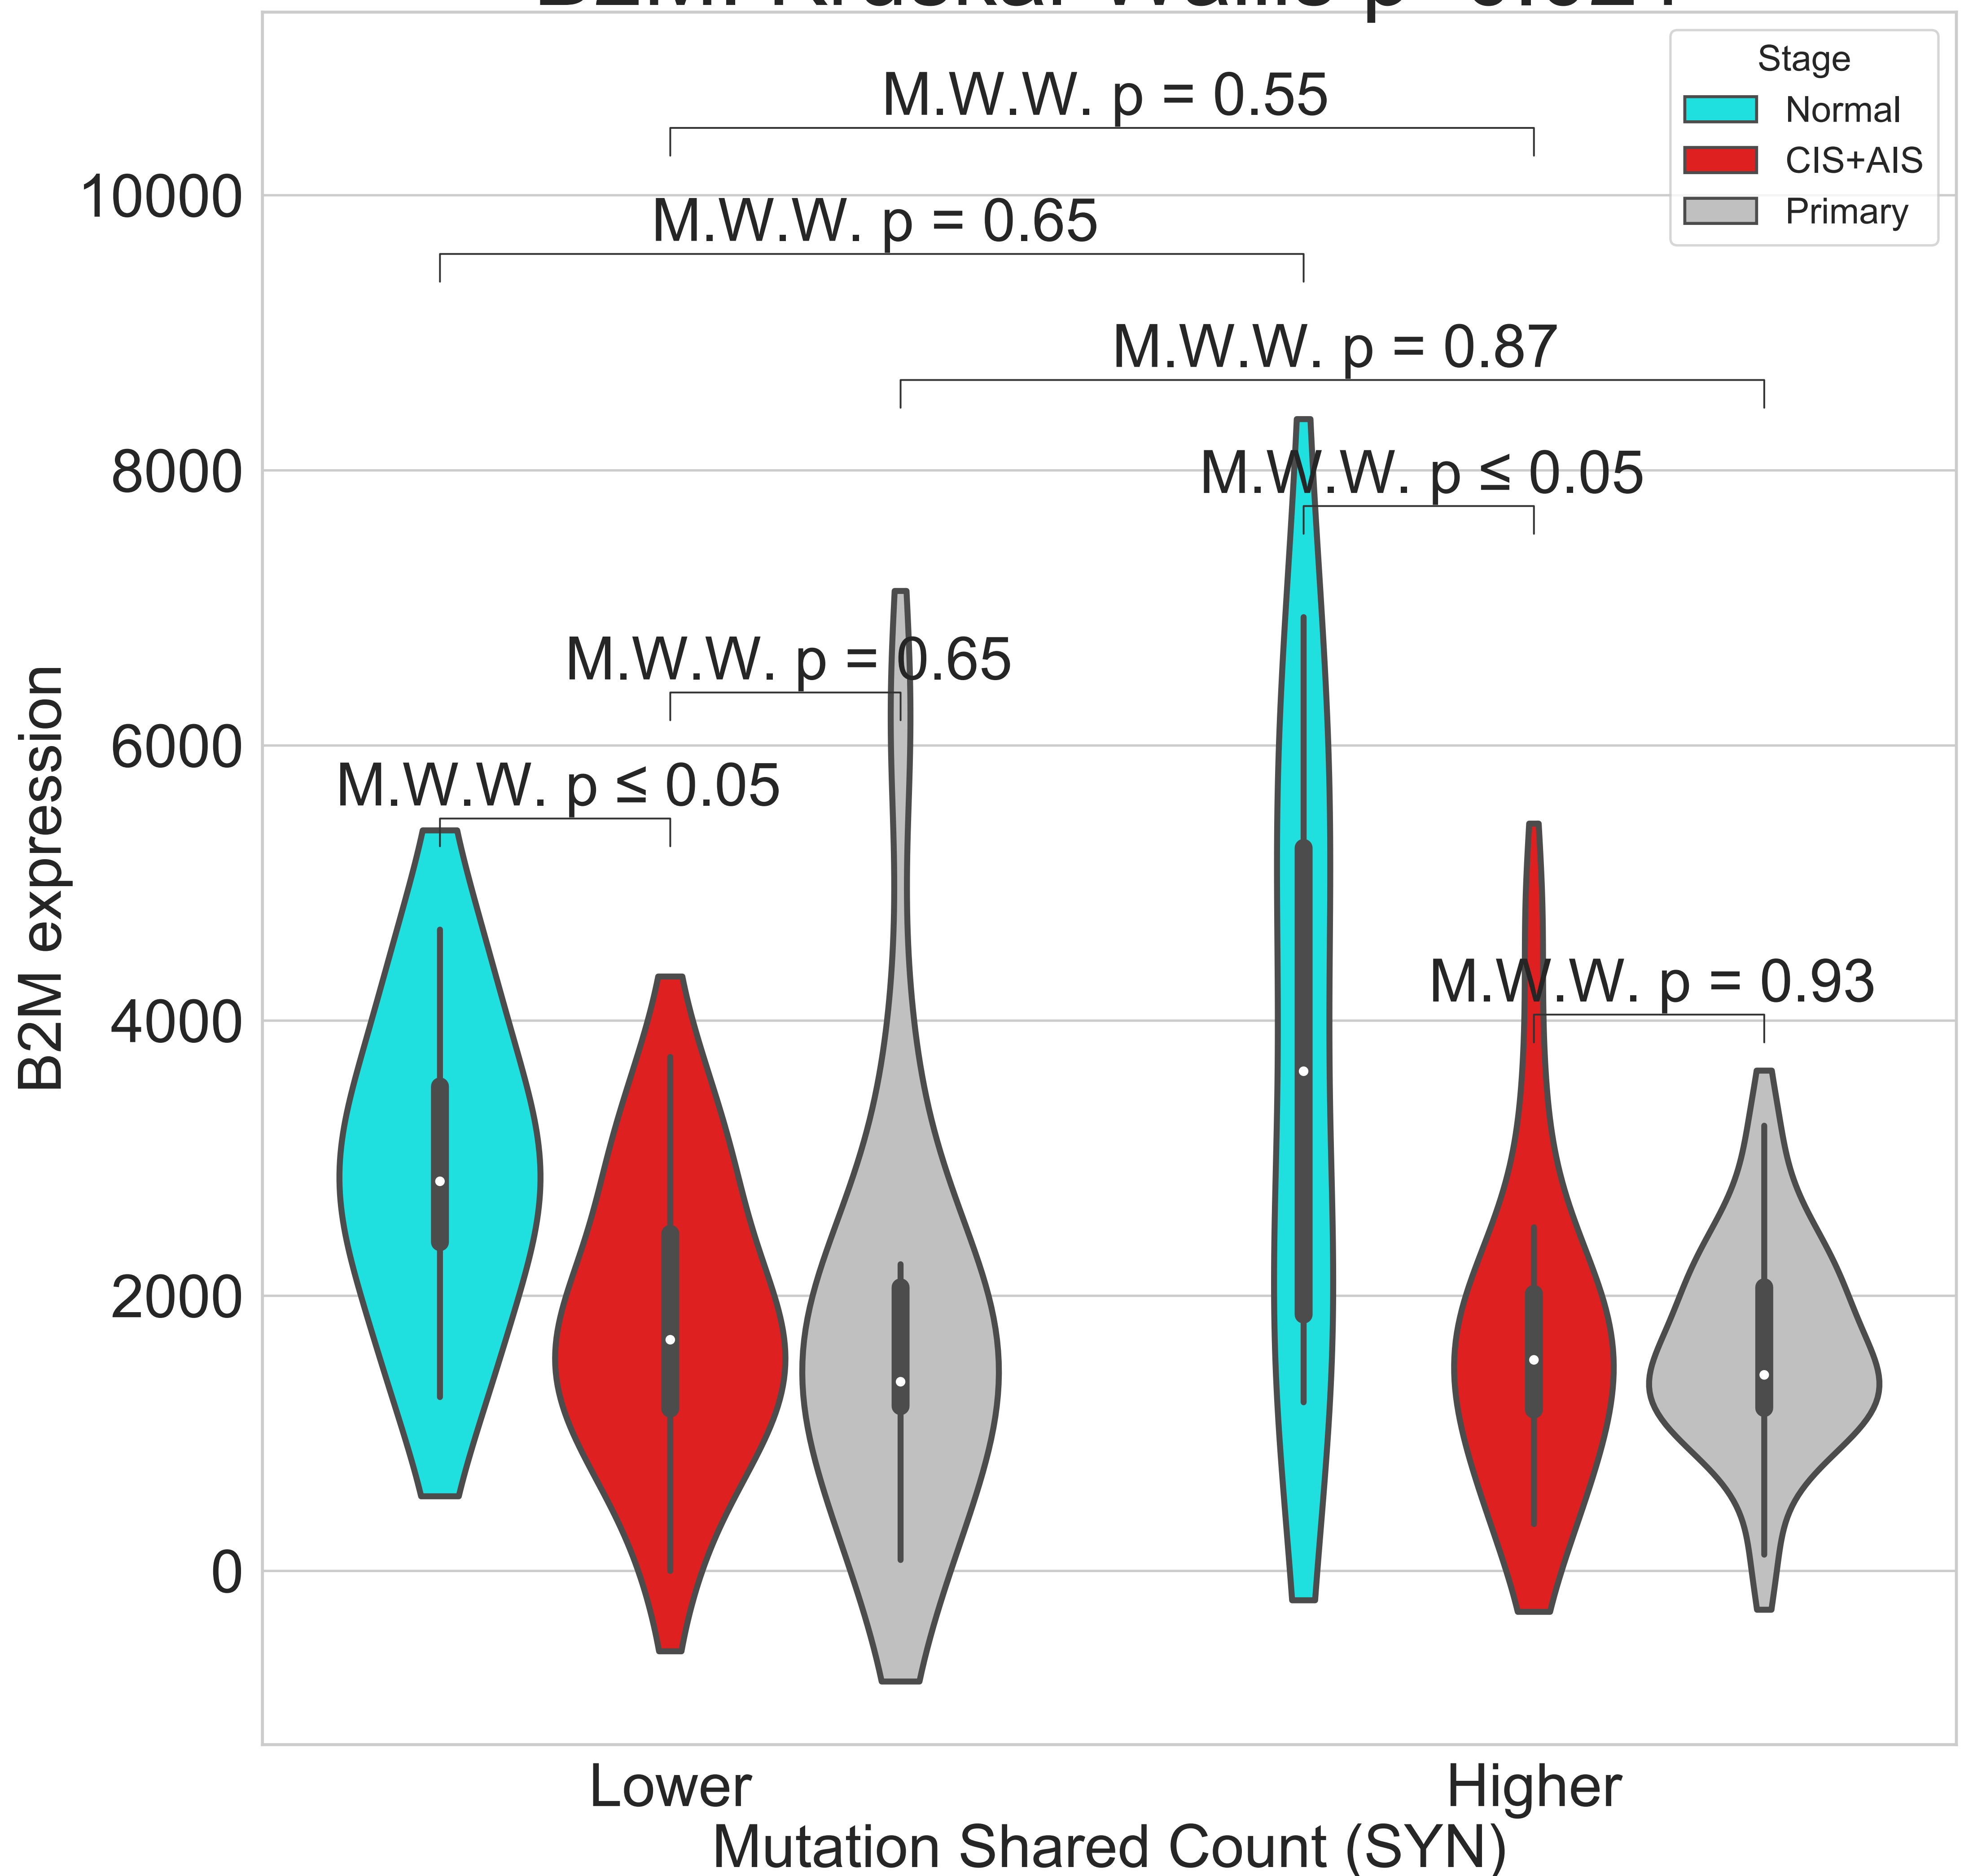 Stage
Normal
CIS+AIS
Primary
M.W.W. p = 0.55
M.W.W. p = 0.65
M.W.W. p = 0.87
M.W.W. p ≤ 0.05
M.W.W. p = 0.65
M.W.W. p ≤ 0.05
M.W.W. p = 0.93
10000
8000
6000
4000
2000
0
B2M expression
Lower
Higher
Mutation Shared Count (SYN)